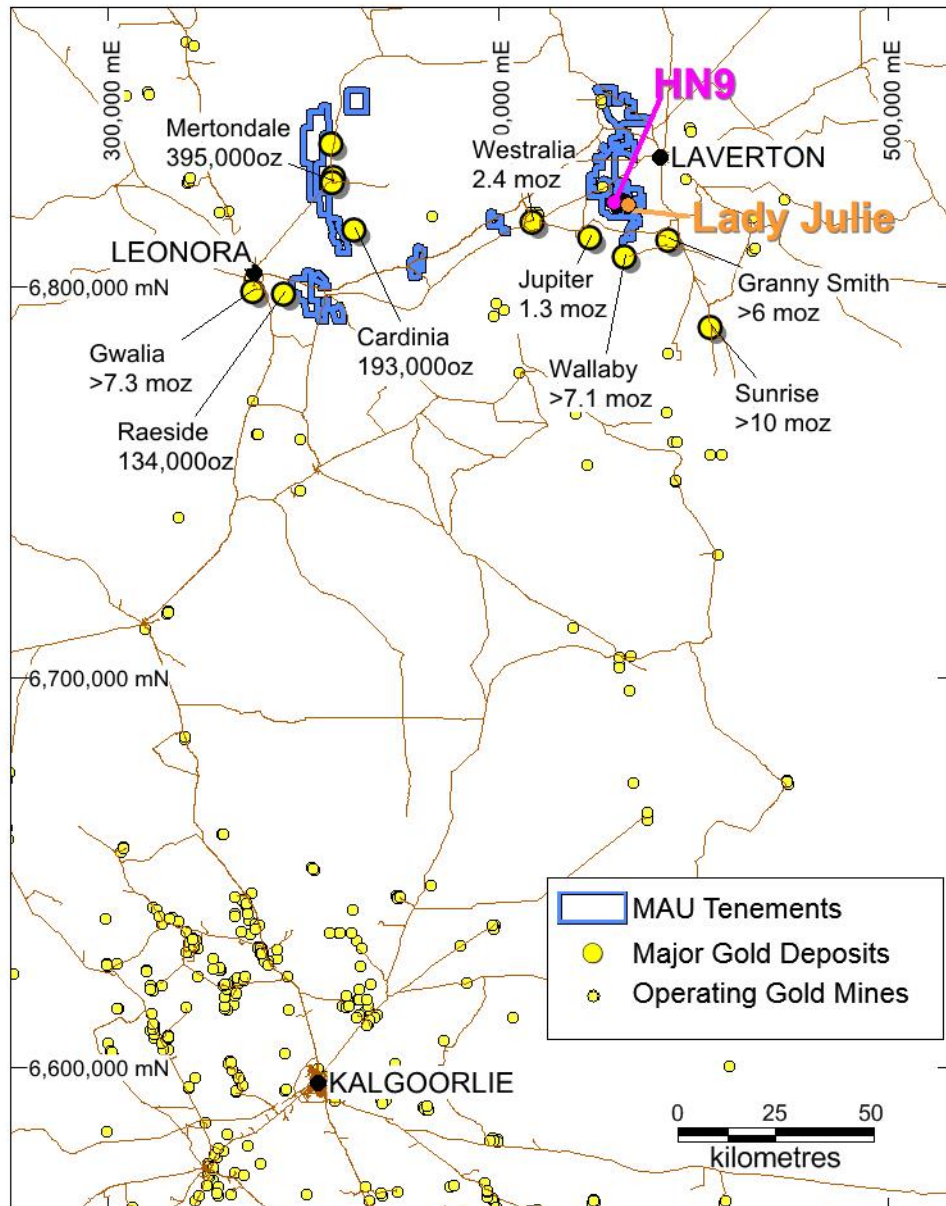 300,000 mE
0,000 mE
500,000 mE
HN9
Mertondale
395,000oz
Westralia
2.4 moz
LAVERTON
Lady Julie
LEONORA
6,800,000 mN
Jupiter
1.3 moz
Granny Smith
>6 moz
Cardinia
193,000oz
Gwalia
>7.3 moz
Wallaby
>7.1 moz
Sunrise
>10 moz
Raeside
134,000oz
6,700,000 mN
MAU Tenements
Major Gold Deposits
Operating Gold Mines
6,600,000 mN
KALGOORLIE
0 25 50
kilometres